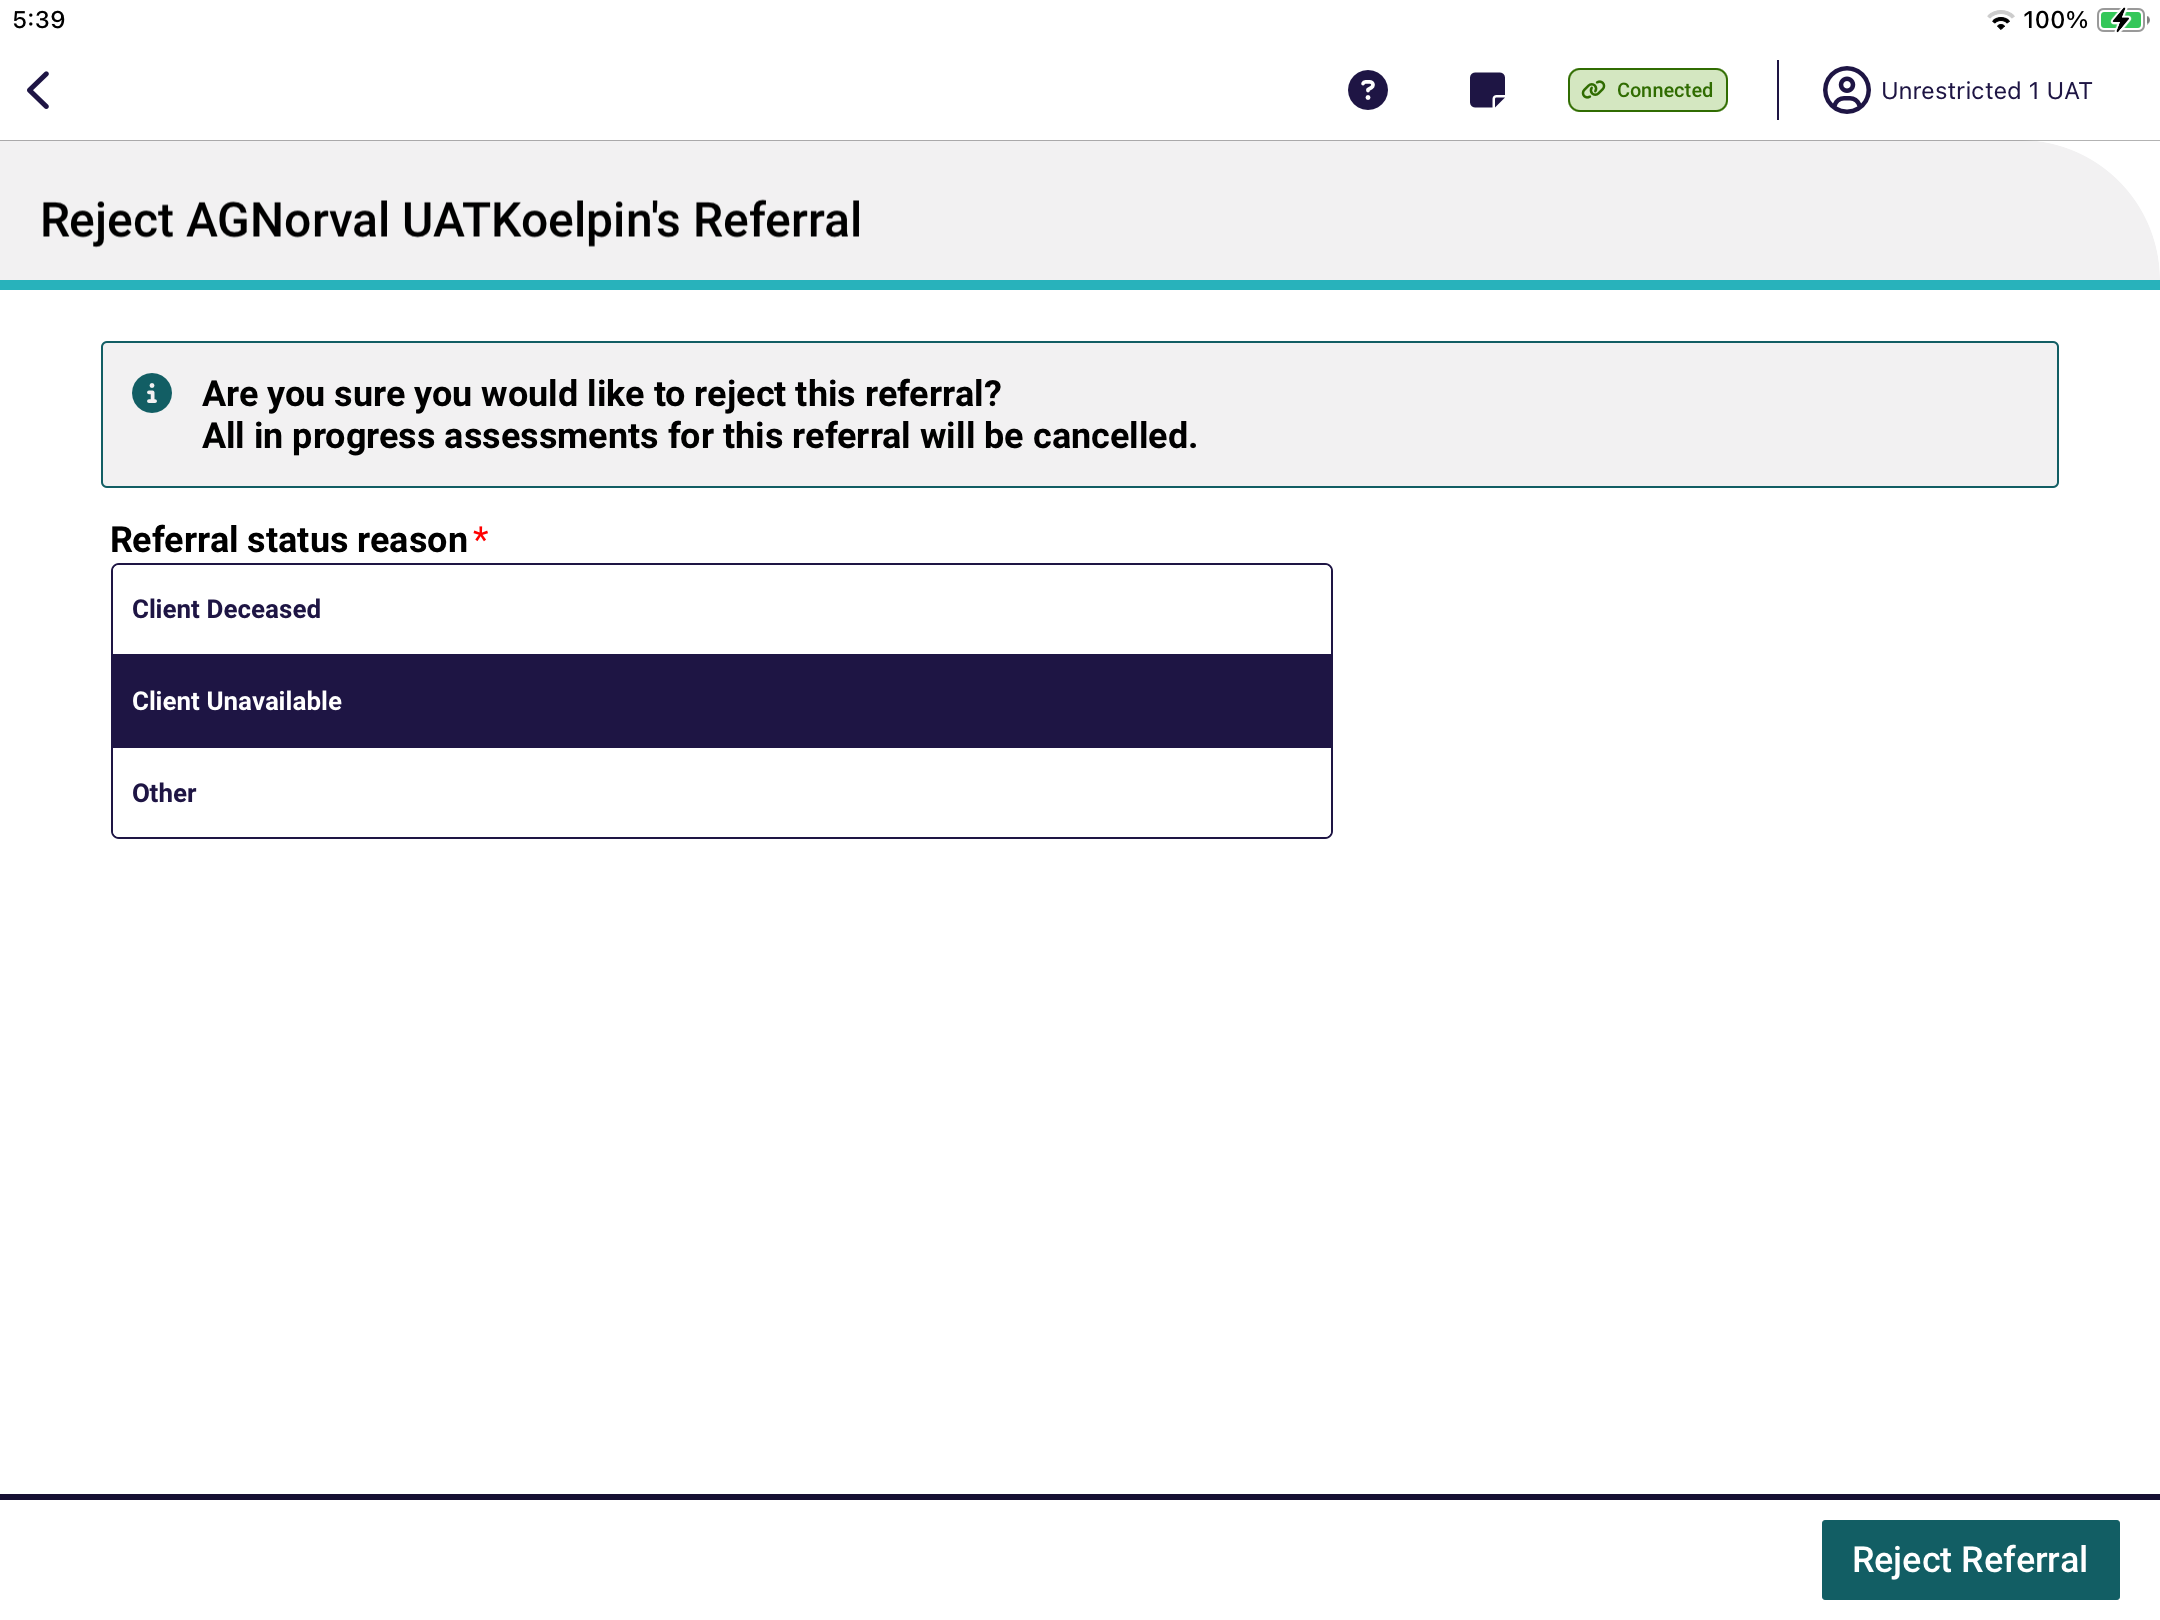 5:39
100%
Connected
Unrestricted 1 UAT
Reject AGNorval UATKoelpin's Referral
Are you sure you would like to reject this referral?
All in progress assessments for this referral will be cancelled.
Referral status reason*
Client Deceased
Client Unavailable
Other
Reject Referral